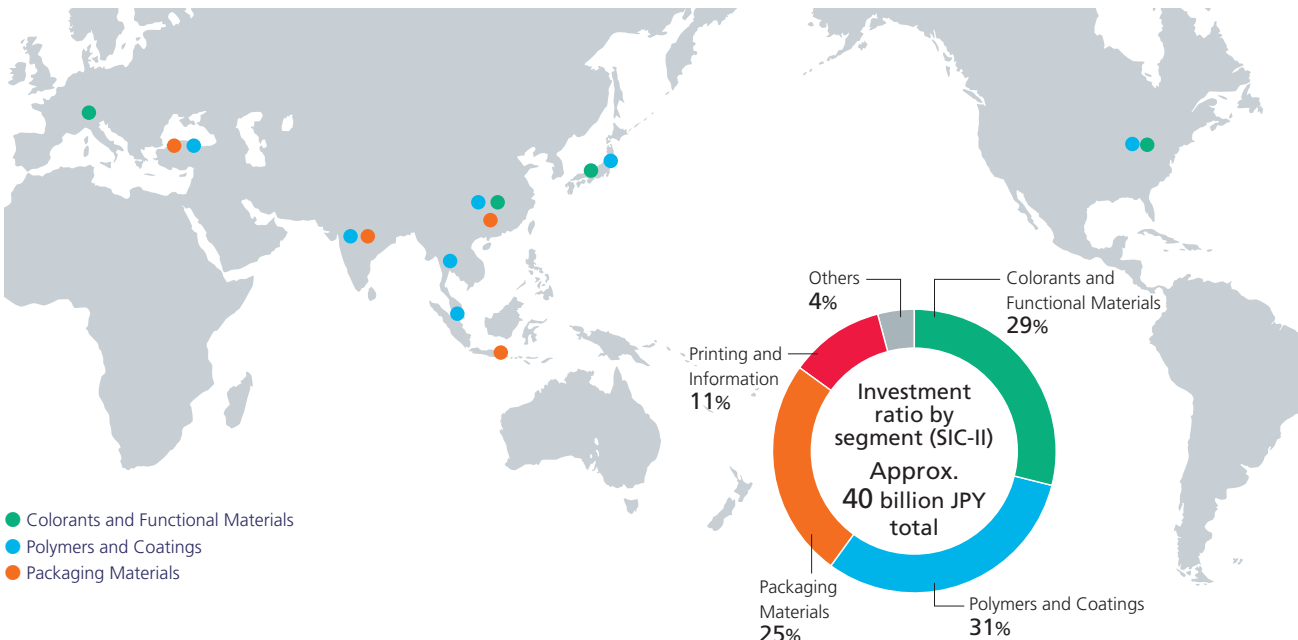 Others
4%
Colorants and
Functional Materials
29%
Printing and
Information
11%
Investment
ratio by
segment (SIC-II)
Approx.
40 billion JPY
total
Colorants and Functional Materials
Polymers and Coatings
Packaging Materials
Packaging
Materials
25%
Polymers and Coatings
31%